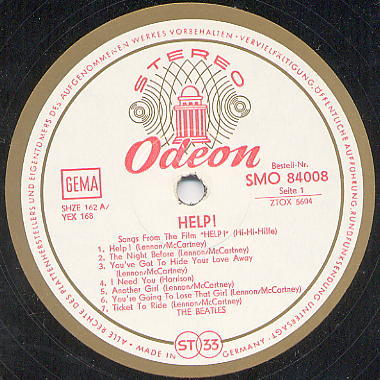 ALLE RECHTE DES PLATTENHERSTELLERS UND EIGENTÜMERS DES AUFGENOMMENEN WERKES VORBEHALTEN · VERVIELFÄLTIGUNG, ÖFFENTLICHE AUFFÜHRUNG, RUNDFUNKSENDUNG UNTERSAGT ·
STEREO
Odeon
Bestell-Nr.
SMO 84008
Seite 1
ZTOX 5604
GEMA
SHZE 162 A/
YEX 168
HELP!
Songs From The Film "HELP!" (Hi-Hi-Hilfe)
1. Help! (Lennon/McCartney)
2. The Night Before (Lennon/McCartney)
3. You've Got To Hide Your Love Away
(Lennon/McCartney)
4. I Need You (Harrison)
5. Another Girl (Lennon/McCartney)
6. You're Going To Lose That Girl (Lennon/McCartney)
7. Ticket To Ride (Lennon/McCartney)
THE BEATLES
MADE IN ST 33 GERMANY